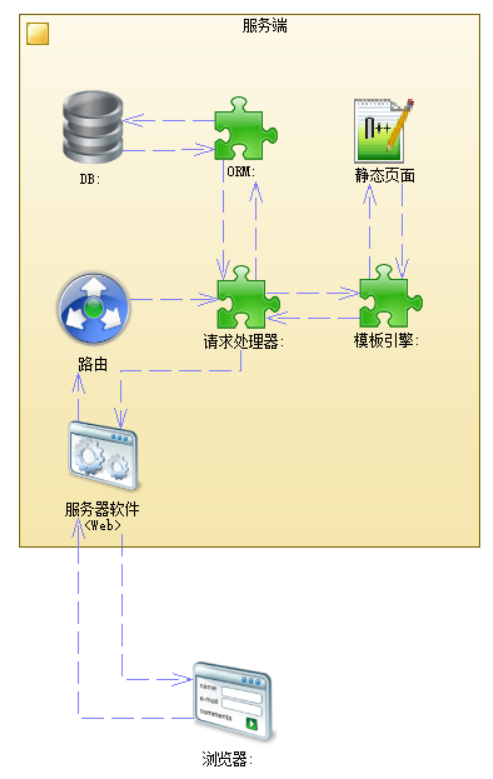 服务端
DB:
ORM:
静态页面
路由
请求处理器:
模板引擎:
服务器软件
<Web>
name
e-mail
comments
浏览器: